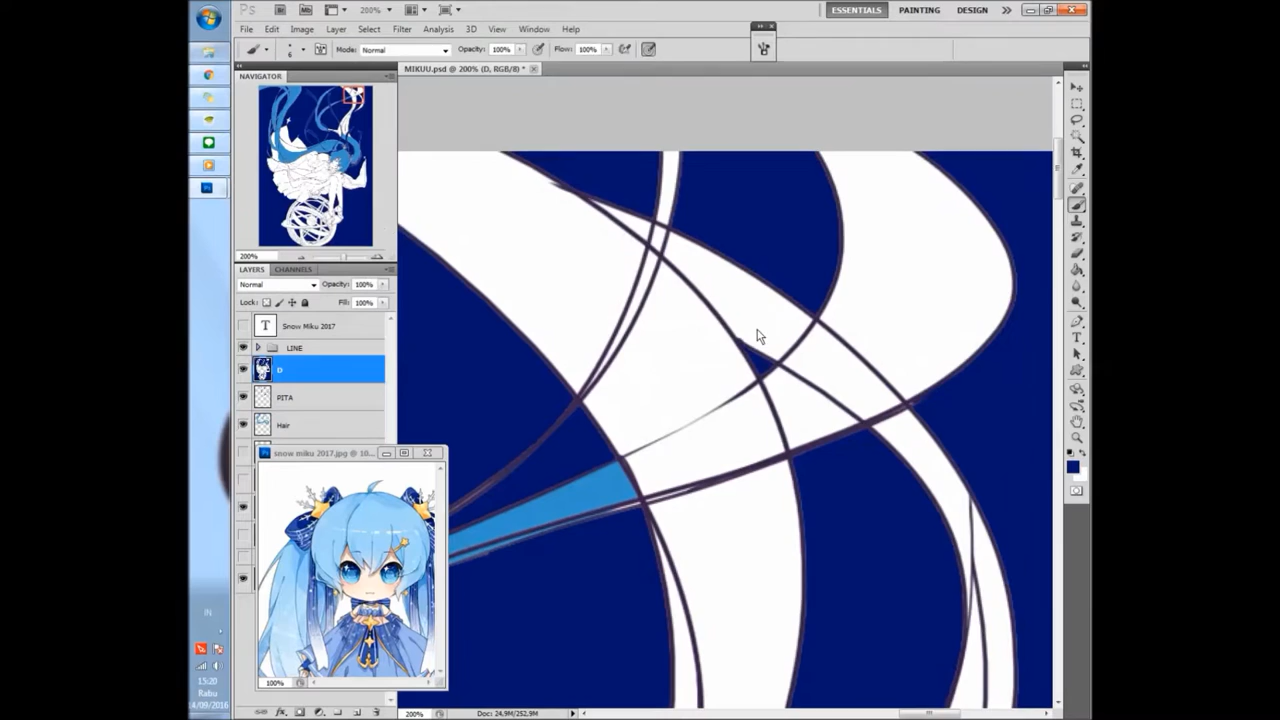 Ps Br Mb 200% ESSENTIALS PAINTING DESIGN
File Edit Image Layer Select Filter Analysis 3D View Window Help
6 Mode: Normal Opacity: 100% Flow: 100%
MIKUU.psd @ 200% (D, RGB/8) *
NAVIGATOR
200%
LAYERS CHANNELS
Normal Opacity: 100%
Lock: Fill: 100%
T Snow Miku 2017
LINE
D
PITA
Hair
snow miku 2017.jpg @ 10...
100%
IN
15:20
Rabu
14/09/2016
200% Doc: 24,9M/252,9M